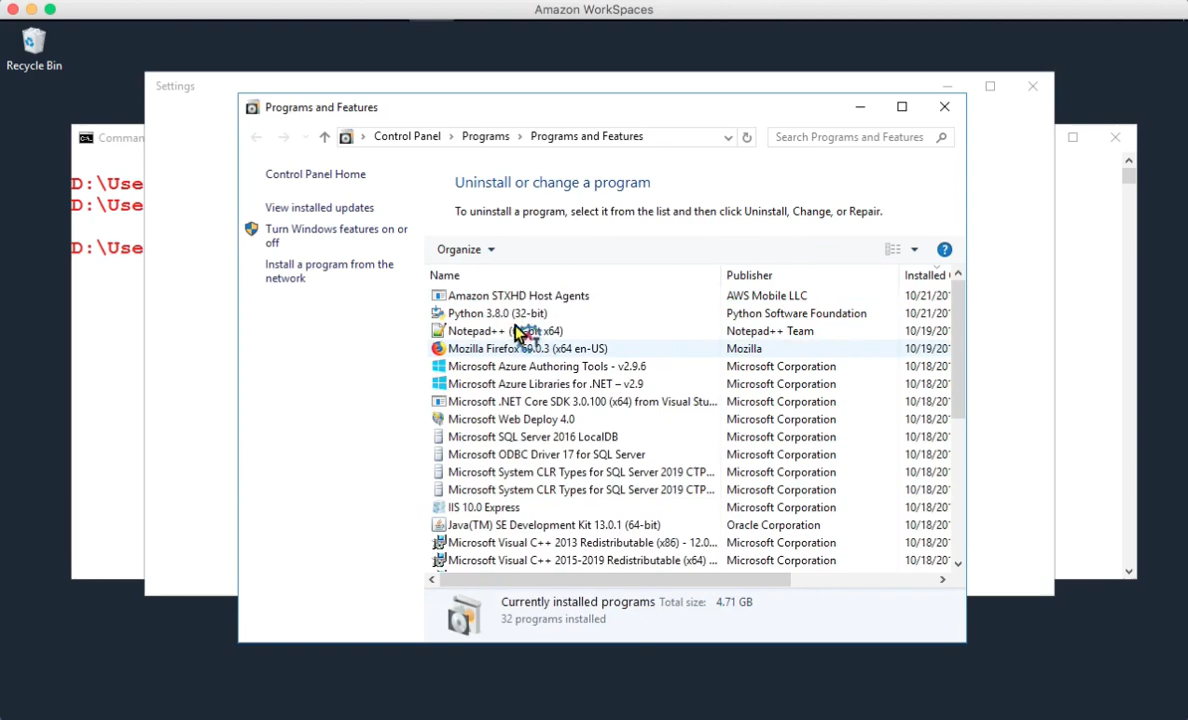 Amazon WorkSpaces
Recycle Bin
Settings
Programs and Features
Comman
Control Panel > Programs > Programs and Features
Search Programs and Features
Control Panel Home
Uninstall or change a program
D:\Use
D:\Use
View installed updates
To uninstall a program, select it from the list and then click Uninstall, Change, or Repair.
Turn Windows features on or
off
D:\Use
Organize
Install a program from the
network
Name Publisher Installed
Amazon STXHD Host Agents AWS Mobile LLC 10/21/20
Python 3.8.0 (32-bit) Python Software Foundation 10/21/20
Notepad++ x64) Notepad++ Team 10/19/20
Mozilla Firefox (x64 en-US) Mozilla 10/19/20
Microsoft Azure Authoring Tools - v2.9.6 Microsoft Corporation 10/18/20
Microsoft Azure Libraries for .NET – v2.9 Microsoft Corporation 10/18/20
Microsoft .NET Core SDK 3.0.100 (x64) from Visual Stu... Microsoft Corporation 10/18/20
Microsoft Web Deploy 4.0 Microsoft Corporation 10/18/20
Microsoft SQL Server 2016 LocalDB Microsoft Corporation 10/18/20
Microsoft ODBC Driver 17 for SQL Server Microsoft Corporation 10/18/20
Microsoft System CLR Types for SQL Server 2019 CTP... Microsoft Corporation 10/18/20
Microsoft System CLR Types for SQL Server 2019 CTP... Microsoft Corporation 10/18/20
IIS 10.0 Express Microsoft Corporation 10/18/20
Java(TM) SE Development Kit 13.0.1 (64-bit) Oracle Corporation 10/18/20
Microsoft Visual C++ 2013 Redistributable (x86) - 12.0... Microsoft Corporation 10/18/20
Microsoft Visual C++ 2015-2019 Redistributable (x64) ... Microsoft Corporation 10/18/20
Currently installed programs Total size: 4.71 GB
32 programs installed